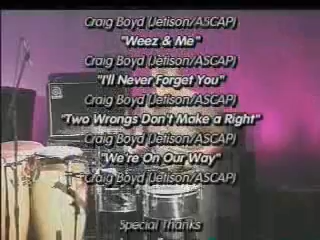 Craig Boyd (Jetison/ASCAP)
"Weez & Me"
Craig Boyd (Jetison/ASCAP)
"I'll Never Forget You"
Craig Boyd (Jetison/ASCAP)
"Two Wrongs Don't Make a Right"
Craig Boyd (Jetison/ASCAP)
"We're On Our Way"
Craig Boyd (Jetison/ASCAP)
Special Thanks